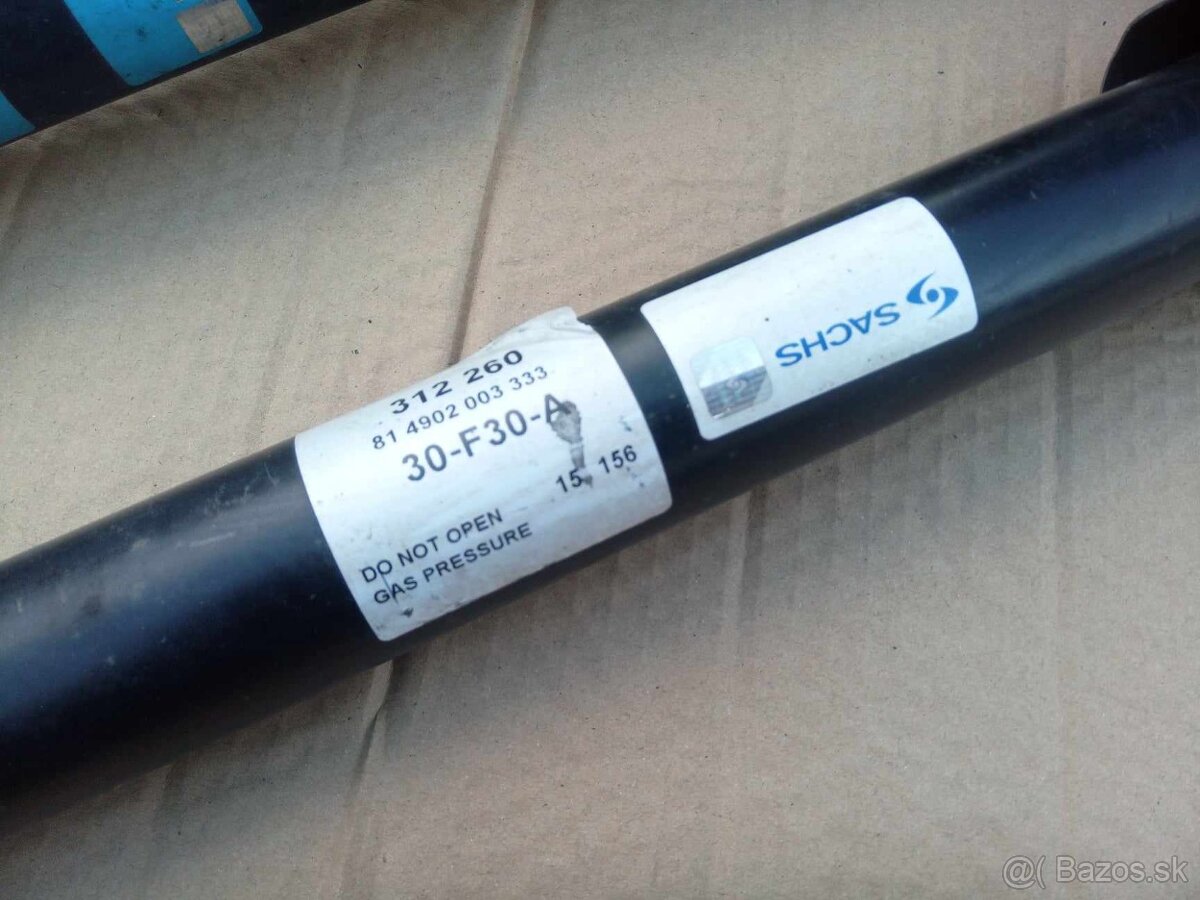 312 260
81 4902 003 333
30-F30-A
15 156
DO NOT OPEN
GAS PRESSURE
SACHS
@( Bazos.sk